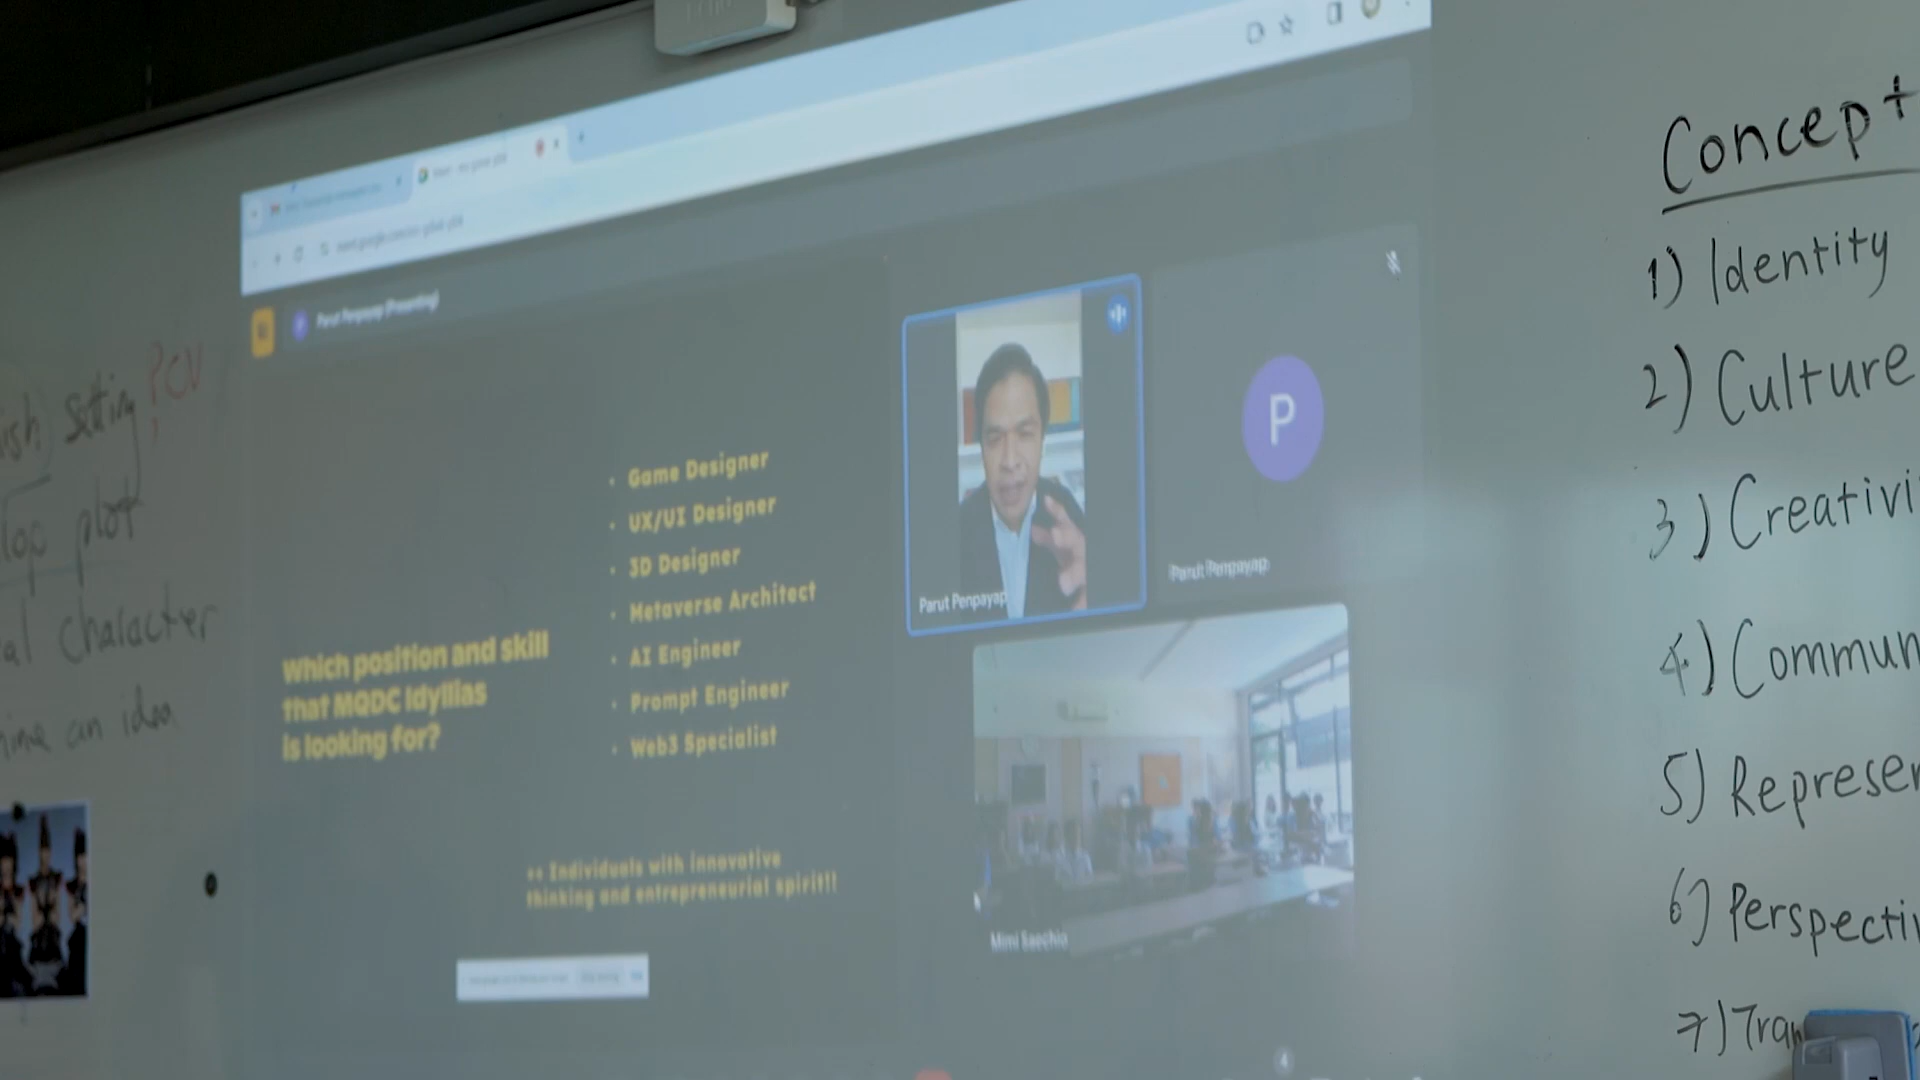 Parut Penpayap (Presenting)
Which position and skill
that MQDC Idyllias
is looking for?
• Game Designer
• UX/UI Designer
• 3D Designer
• Metaverse Architect
• AI Engineer
• Prompt Engineer
• Web3 Specialist
++ Individuals with innovative
thinking and entrepreneurial spirit!!
Parut Penpayap
P
Parut Penpayap
Mimi Saechio
setting
plot
character
an idea
Concept
1) Identity
2) Culture
3) Creativi
4) Commun
5) Represen
6) Perspectiv
7) Tran